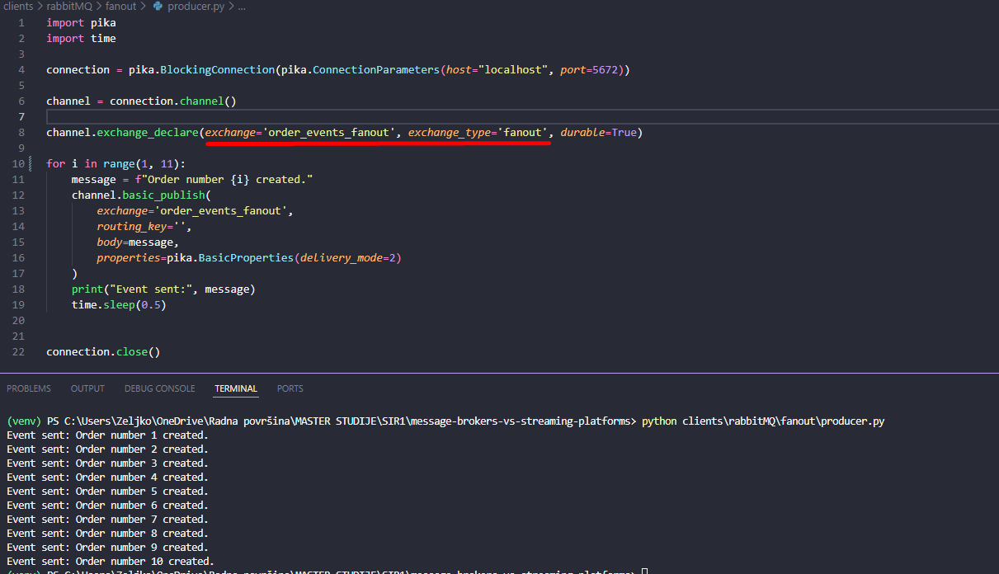 clients > rabbitMQ > fanout > producer.py > ...
1 import pika
2 import time
3
4 connection = pika.BlockingConnection(pika.ConnectionParameters(host="localhost", port=5672))
5
6 channel = connection.channel()
7
8 channel.exchange_declare(exchange='order_events_fanout', exchange_type='fanout', durable=True)
9
10 for i in range(1, 11):
11     message = f"Order number {i} created."
12     channel.basic_publish(
13         exchange='order_events_fanout',
14         routing_key='',
15         body=message,
16         properties=pika.BasicProperties(delivery_mode=2)
17     )
18     print("Event sent:", message)
19     time.sleep(0.5)
20
21
22 connection.close()
PROBLEMS OUTPUT DEBUG CONSOLE TERMINAL PORTS
(venv) PS C:\Users\Zeljko\OneDrive\Radna površina\MASTER STUDIJE\SIR1\message-brokers-vs-streaming-platforms> python clients\rabbitMQ\fanout\producer.py
Event sent: Order number 1 created.
Event sent: Order number 2 created.
Event sent: Order number 3 created.
Event sent: Order number 4 created.
Event sent: Order number 5 created.
Event sent: Order number 6 created.
Event sent: Order number 7 created.
Event sent: Order number 8 created.
Event sent: Order number 9 created.
Event sent: Order number 10 created.
(venv) PS C:\Users\Zeljko\OneDrive\Radna površina\MASTER STUDIJE\SIR1\message-brokers-vs-streaming-platforms>